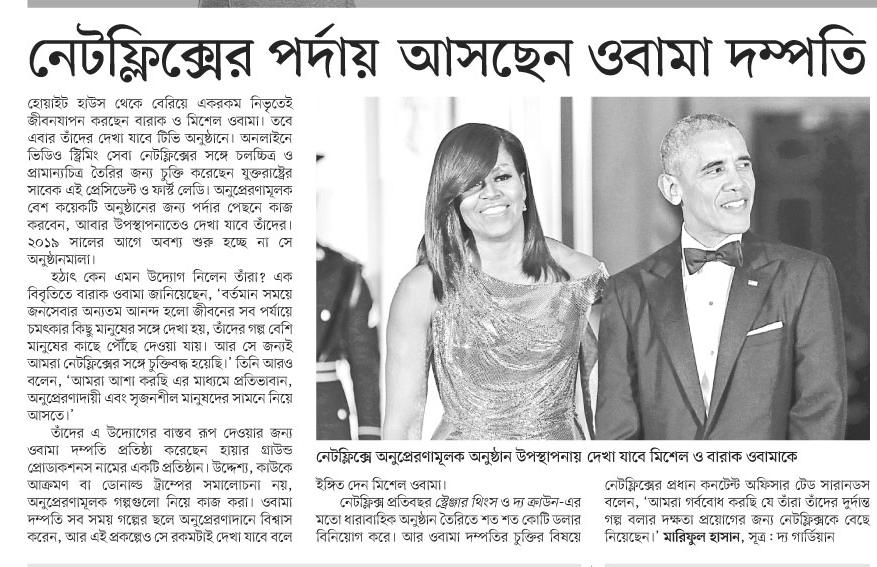 নেটফ্লিক্সের পর্দায় আসছেন ওবামা দম্পতি
হোয়াইট হাউস থেকে বেরিয়ে একরকম নিভৃতেই
জীবনযাপন করছেন বারাক ও মিশেল ওবামা। তবে
এবার তাঁদের দেখা যাবে টিভি অনুষ্ঠানে। অনলাইনে
ভিডিও স্ট্রিমিং সেবা নেটফ্লিক্সের সঙ্গে চলচ্চিত্র ও
প্রামান্যচিত্র তৈরির জন্য চুক্তি করেছেন যুক্তরাষ্ট্রের
সাবেক এই প্রেসিডেন্ট ও ফার্স্ট লেডি। অনুপ্রেরণামূলক
বেশ কয়েকটি অনুষ্ঠানের জন্য পর্দার পেছনে কাজ
করবেন, আবার উপস্থাপনাতেও দেখা যাবে তাঁদের।
২০১৯ সালের আগে অবশ্য শুরু হচ্ছে না সে
অনুষ্ঠানমালা।
হঠাৎ কেন এমন উদ্যোগ নিলেন তাঁরা? এক
বিবৃতিতে বারাক ওবামা জানিয়েছেন, ‘বর্তমান সময়ে
জনসেবার অন্যতম আনন্দ হলো জীবনের সব পর্যায়ে
চমৎকার কিছু মানুষের সঙ্গে দেখা হয়, তাঁদের গল্প বেশি
মানুষের কাছে পৌঁছে দেওয়া যায়। আর সে জন্যই
আমরা নেটফ্লিক্সের সঙ্গে চুক্তিবদ্ধ হয়েছি।’ তিনি আরও
বলেন, ‘আমরা আশা করছি এর মাধ্যমে প্রতিভাবান,
অনুপ্রেরণাদায়ী এবং সৃজনশীল মানুষদের সামনে নিয়ে
আসতে।’
তাঁদের এ উদ্যোগের বাস্তব রূপ দেওয়ার জন্য
ওবামা দম্পতি প্রতিষ্ঠা করেছেন হায়ার গ্রাউন্ড
প্রোডাকশনস নামের একটি প্রতিষ্ঠান। উদ্দেশ্য, কাউকে
আক্রমণ বা ডোনাল্ড ট্রাম্পের সমালোচনা নয়,
অনুপ্রেরণামূলক গল্পগুলো নিয়ে কাজ করা। ওবামা
দম্পতি সব সময় গল্পের ছলে অনুপ্রেরণাদানে বিশ্বাস
করেন, আর এই প্রকল্পেও সে রকমটাই দেখা যাবে বলে
নেটফ্লিক্সে অনুপ্রেরণামূলক অনুষ্ঠান উপস্থাপনায় দেখা যাবে মিশেল ও বারাক ওবামাকে
ইঙ্গিত দেন মিশেল ওবামা।
নেটফ্লিক্স প্রতিবছর স্ট্রেঞ্জার থিংস ও দ্য ক্রাউন-এর
মতো ধারাবাহিক অনুষ্ঠান তৈরিতে শত শত কোটি ডলার
বিনিয়োগ করে। আর ওবামা দম্পতির চুক্তির বিষয়ে
নেটফ্লিক্সের প্রধান কনটেন্ট অফিসার টেড সারানডস
বলেন, ‘আমরা গর্ববোধ করছি যে তাঁরা তাঁদের দুর্দান্ত
গল্প বলার দক্ষতা প্রয়োগের জন্য নেটফ্লিক্সকে বেছে
নিয়েছেন।’ মারিফুল হাসান, সূত্র : দ্য গার্ডিয়ান